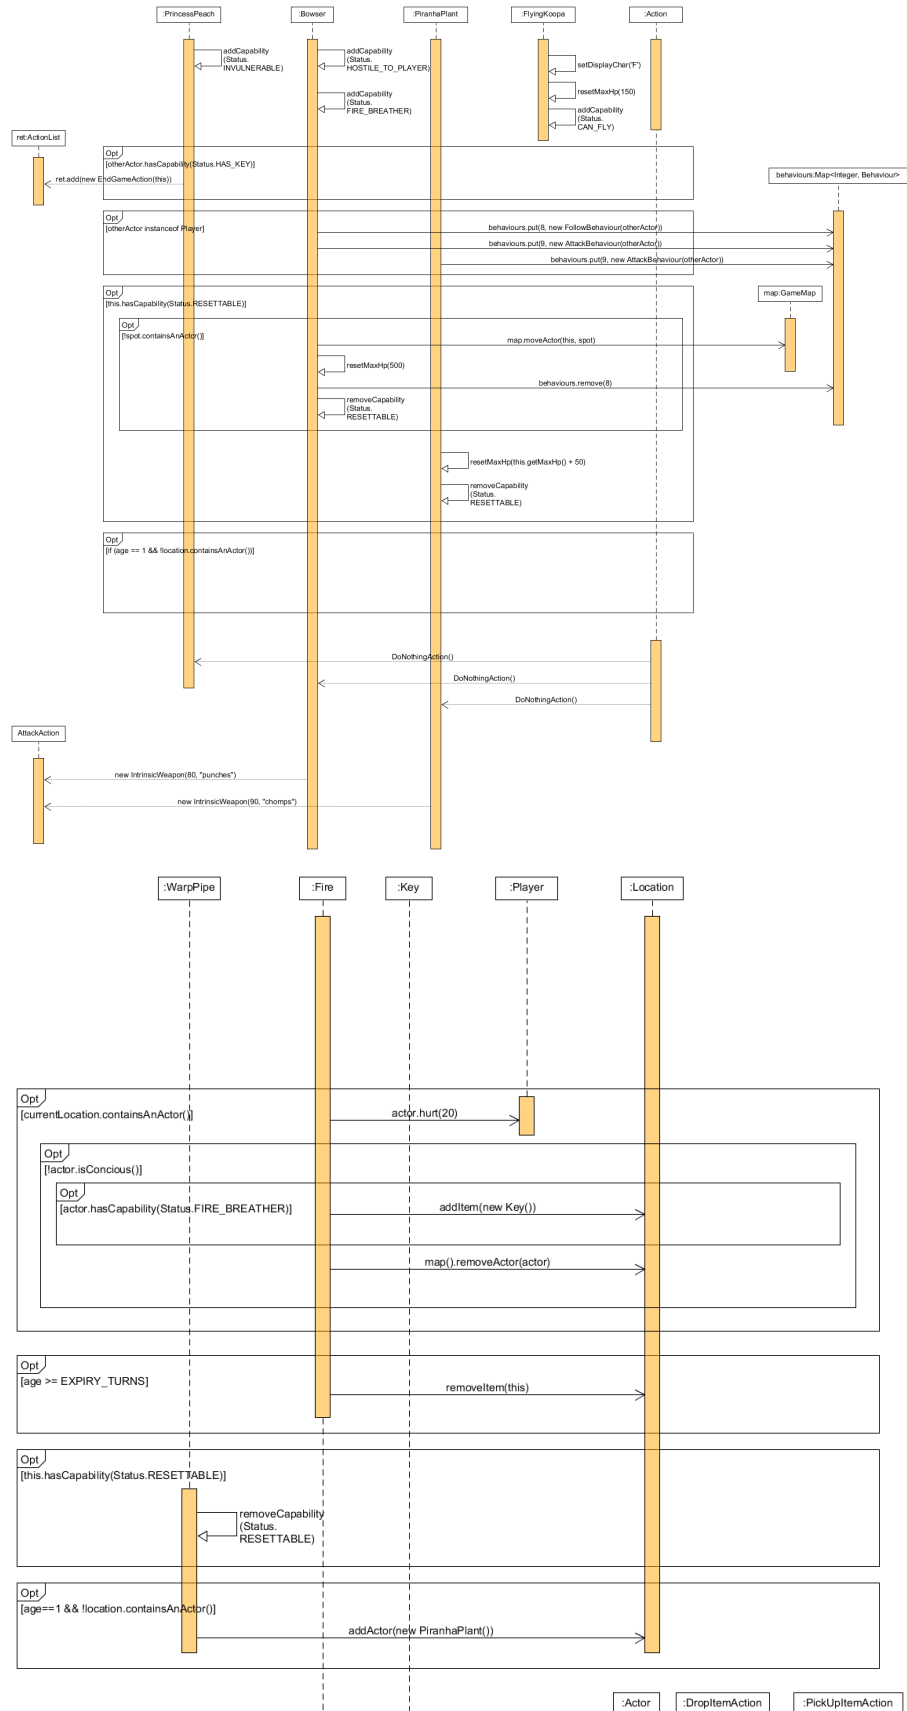 :PrincessPeach
:Bowser
:PiranhaPlant
:FlyingKoopa
:Action
addCapability
(Status.
INVULNERABLE)
addCapability
(Status.
HOSTILE_TO_PLAYER)
setDisplayChar('F')
addCapability
(Status.
FIRE_BREATHER)
resetMaxHp(150)
addCapability
(Status.
CAN_FLY)
ret:ActionList
Opt
[otherActor.hasCapability(Status.HAS_KEY)]
ret.add(new EndGameAction(this))
behaviours:Map<Integer, Behaviour>
Opt
[otherActor instanceof Player]
behaviours.put(8, new FollowBehaviour(otherActor))
behaviours.put(9, new AttackBehaviour(otherActor))
behaviours.put(9, new AttackBehaviour(otherActor))
Opt
[this.hasCapability(Status.RESETTABLE)]
map:GameMap
Opt
[!spot.containsAnActor()]
map.moveActor(this, spot)
resetMaxHp(500)
behaviours.remove(8)
removeCapability
(Status.
RESETTABLE)
resetMaxHp(this.getMaxHp() + 50)
removeCapability
(Status.
RESETTABLE)
Opt
[if (age == 1 && !location.containsAnActor())]
DoNothingAction()
DoNothingAction()
DoNothingAction()
AttackAction
new IntrinsicWeapon(80, "punches")
new IntrinsicWeapon(90, "chomps")
:WarpPipe
:Fire
:Key
:Player
:Location
Opt
[currentLocation.containsAnActor()]
actor.hurt(20)
Opt
[!actor.isConcious()]
Opt
[actor.hasCapability(Status.FIRE_BREATHER)]
addItem(new Key())
map().removeActor(actor)
Opt
[age >= EXPIRY_TURNS]
removeItem(this)
Opt
[this.hasCapability(Status.RESETTABLE)]
removeCapability
(Status.
RESETTABLE)
Opt
[age==1 && !location.containsAnActor()]
addActor(new PiranhaPlant())
:Actor
:DropItemAction
:PickUpItemAction